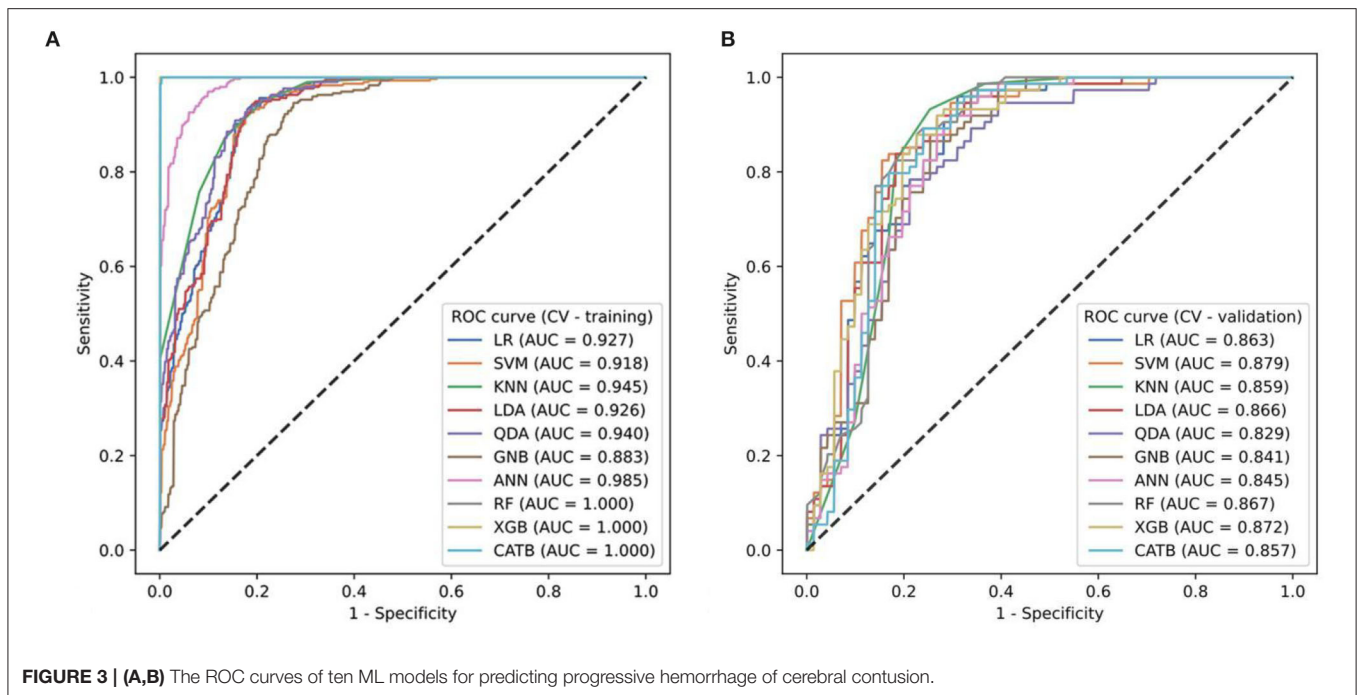 A
1.0
0.8
0.6
0.4
0.2
0.0
Sensitivity
0.0 0.2 0.4 0.6 0.8 1.0
1 - Specificity
ROC curve (CV - training)
LR (AUC = 0.927)
SVM (AUC = 0.918)
KNN (AUC = 0.945)
LDA (AUC = 0.926)
QDA (AUC = 0.940)
GNB (AUC = 0.883)
ANN (AUC = 0.985)
RF (AUC = 1.000)
XGB (AUC = 1.000)
CATB (AUC = 1.000)
B
1.0
0.8
0.6
0.4
0.2
0.0
Sensitivity
0.0 0.2 0.4 0.6 0.8 1.0
1 - Specificity
ROC curve (CV - validation)
LR (AUC = 0.863)
SVM (AUC = 0.879)
KNN (AUC = 0.859)
LDA (AUC = 0.866)
QDA (AUC = 0.829)
GNB (AUC = 0.841)
ANN (AUC = 0.845)
RF (AUC = 0.867)
XGB (AUC = 0.872)
CATB (AUC = 0.857)
FIGURE 3 | (A,B) The ROC curves of ten ML models for predicting progressive hemorrhage of cerebral contusion.